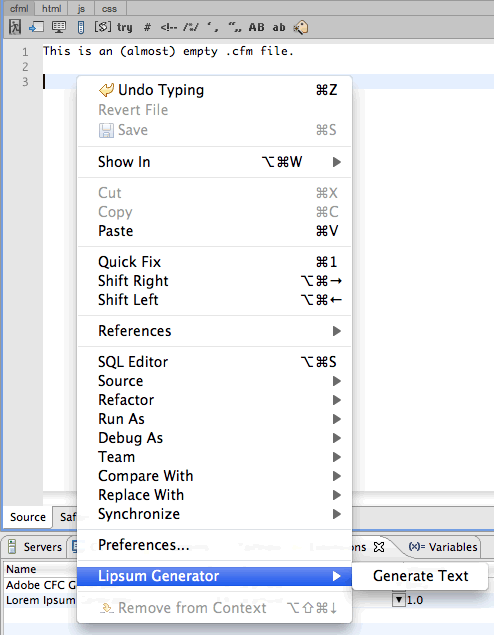 cfml html js css
[S] try # <!-- /*/ ‘, “„ AB ab
1 This is an (almost) empty .cfm file.
2
3
Undo Typing ⌘Z
Revert File
Save ⌘S
Show In ⌥⌘W
Cut ⌘X
Copy ⌘C
Paste ⌘V
Quick Fix ⌘1
Shift Right ⌥⌘→
Shift Left ⌥⌘←
References
SQL Editor ⌥⌘S
Source
Refactor
Run As
Debug As
Team
Compare With
Replace With
Synchronize
Source Saf
Preferences...
Servers Variables
Name
Lipsum Generator Generate Text
Adobe CFC G
Lorem Ipsum 1.0
Remove from Context ⌥⇧⌘↓